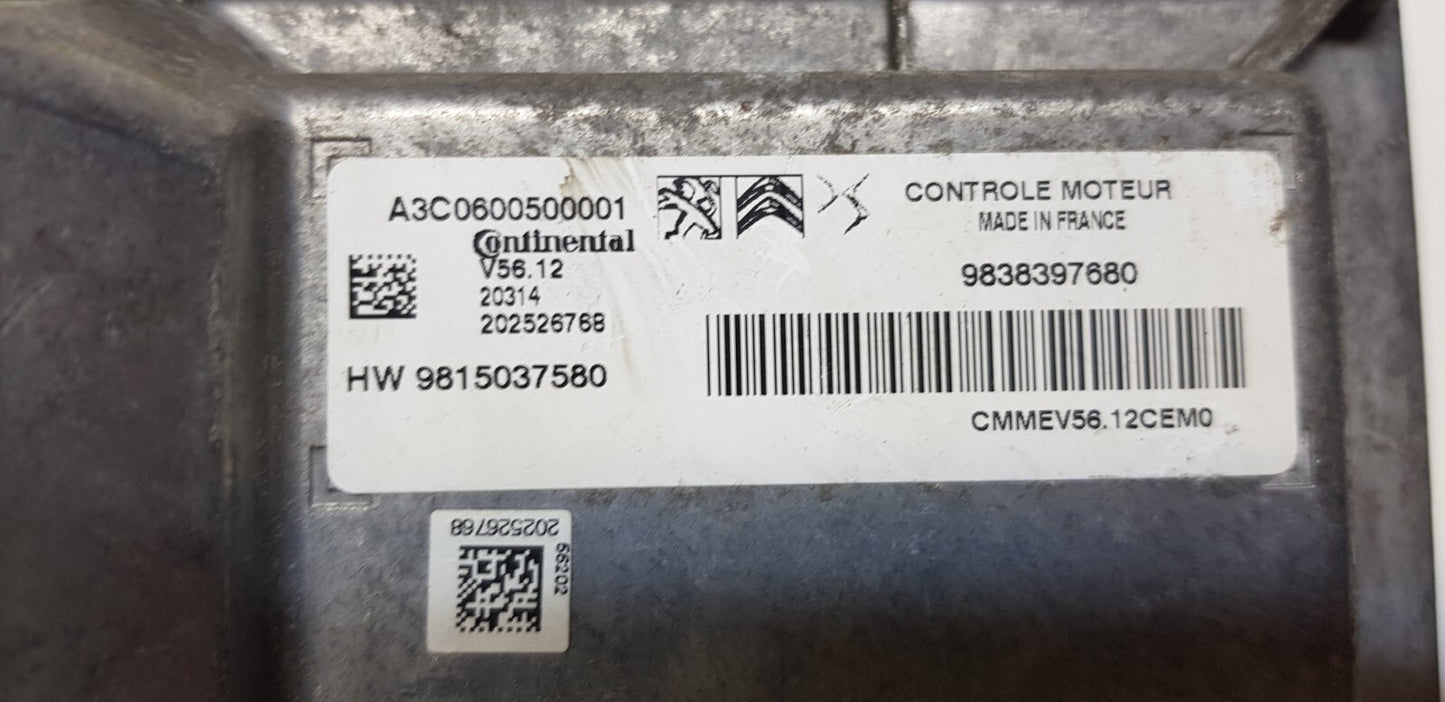 A3C0600500001
Continental
V56.12
20314
202526768
HW 9815037580
CONTROLE MOTEUR
MADE IN FRANCE
9838397680
CMMEV56.12CEM0
202526768
56202